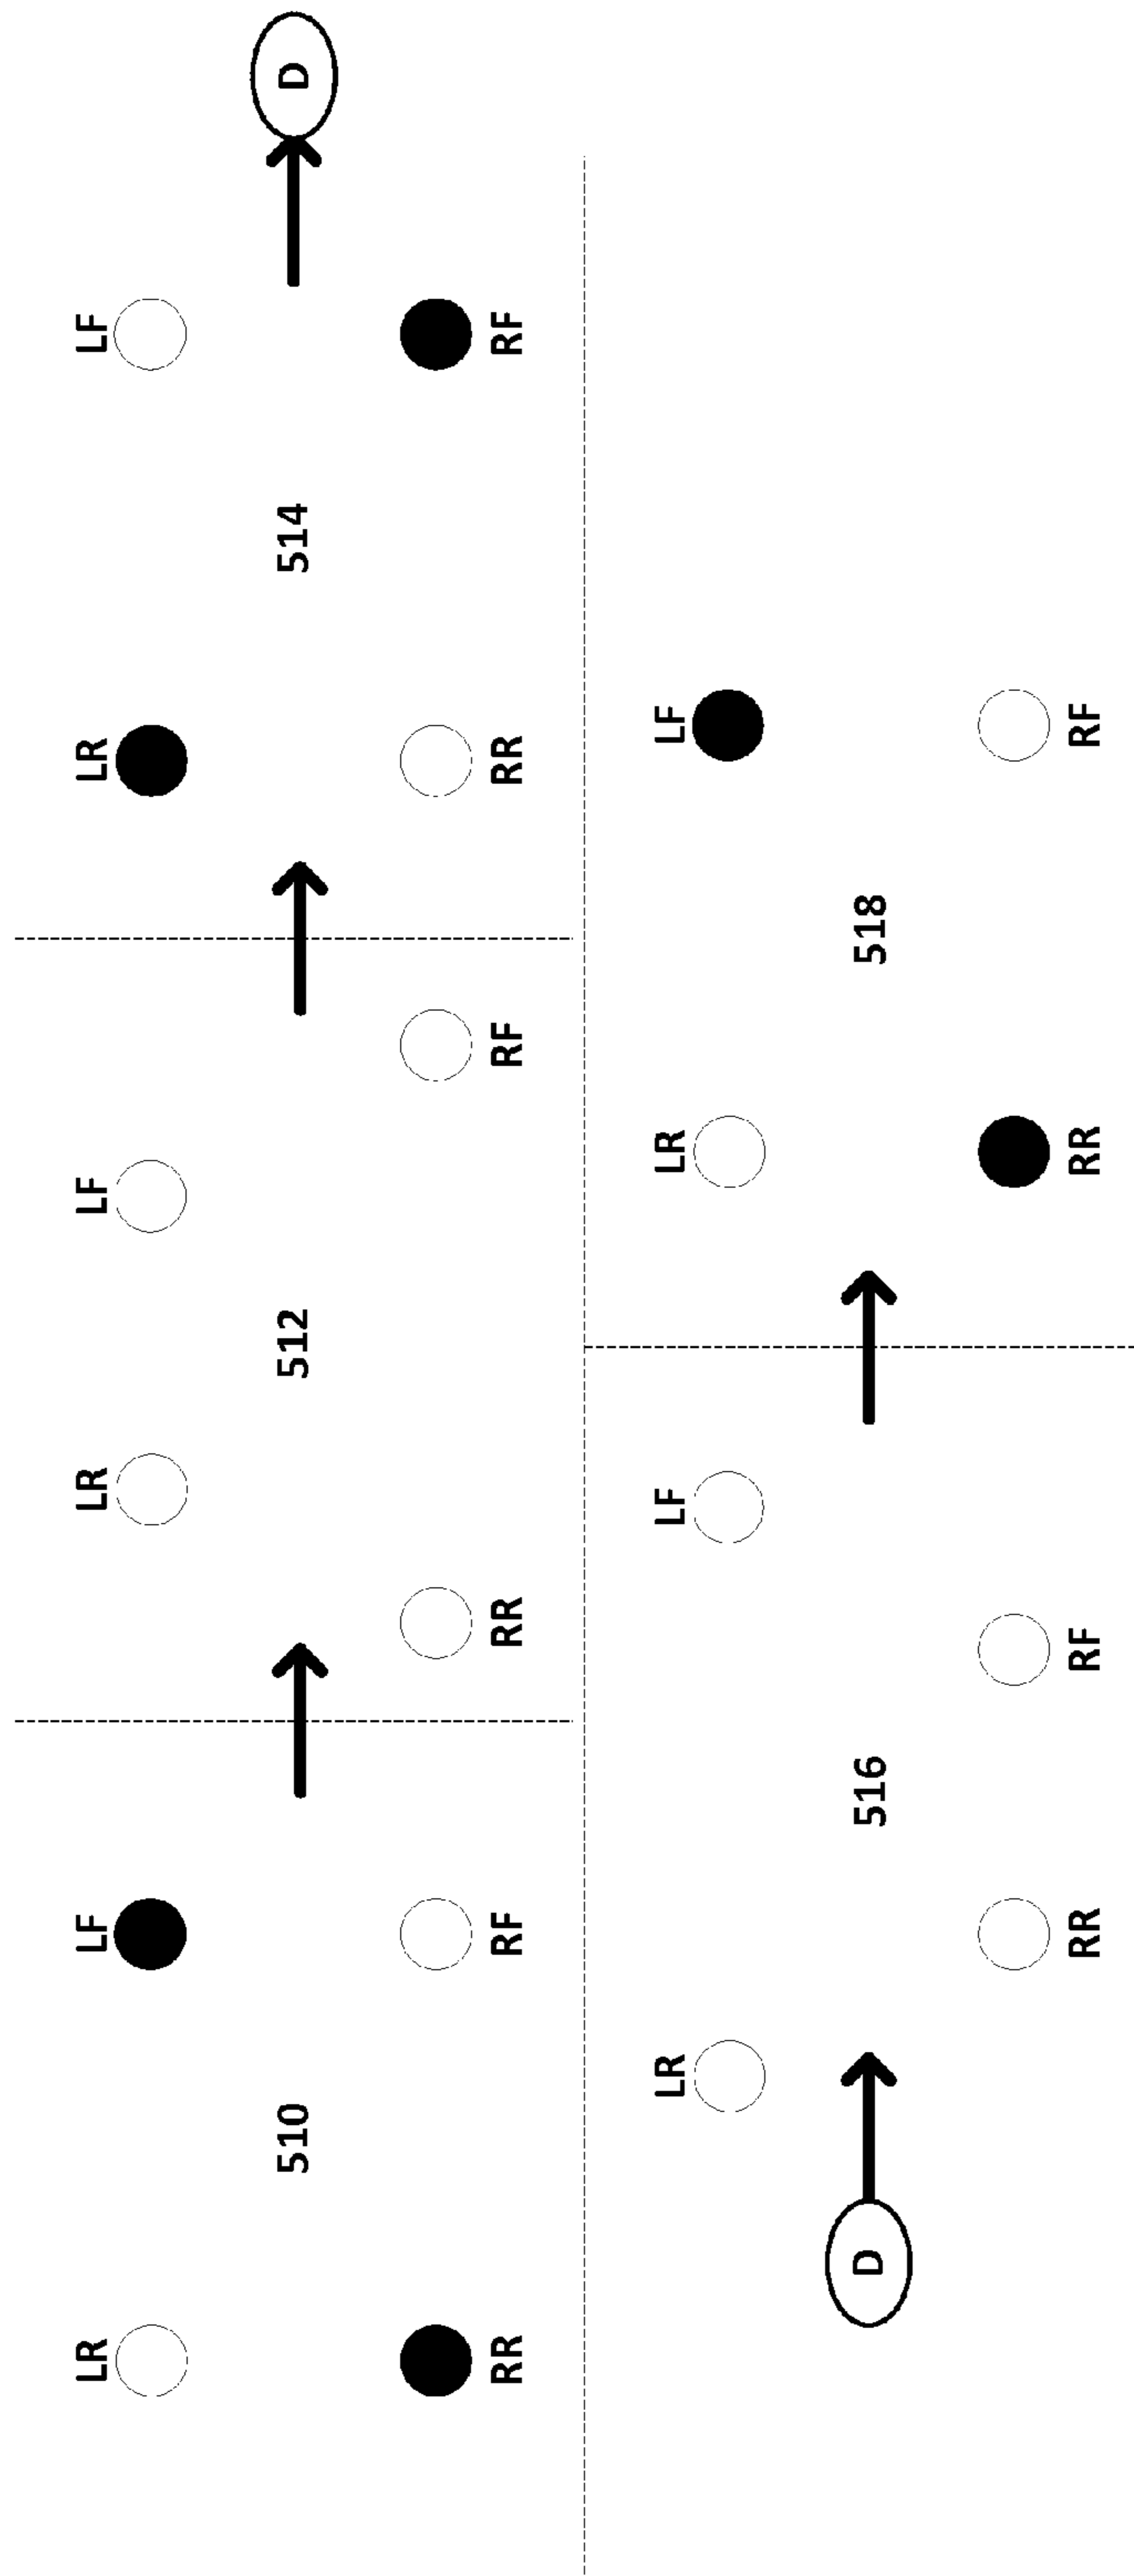 LR LF LR LF LR LF
510 512 514 D
RR RF RR RF RR RF
LR LF LR LF
D 516 518
RR RF RR RF